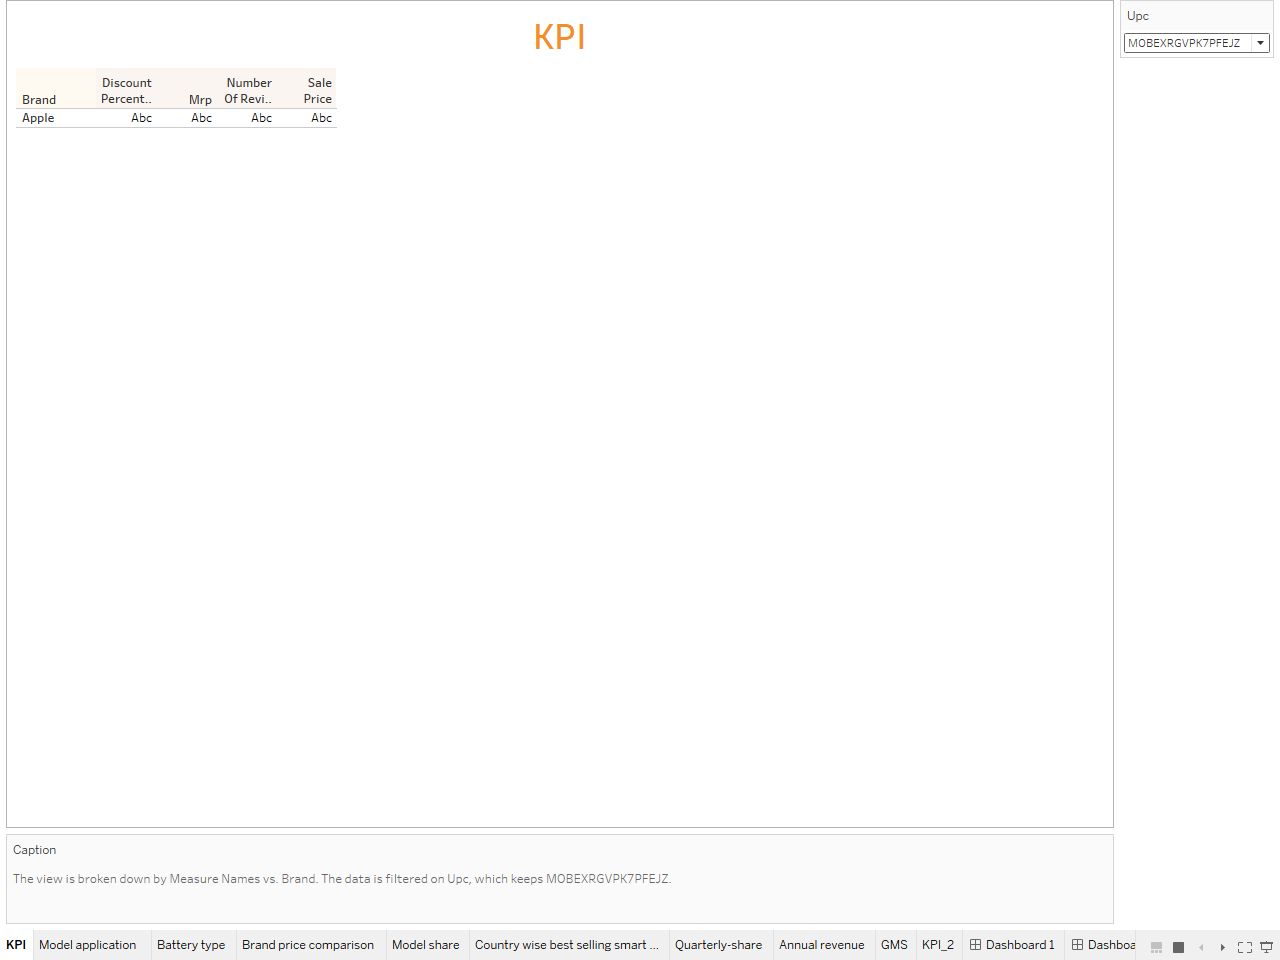 KPI
Upc
MOBEXRGVPK7PFEJZ
Brand Discount Percent.. Mrp Number Of Revi.. Sale Price
Apple Abc Abc Abc Abc
Caption
The view is broken down by Measure Names vs. Brand. The data is filtered on Upc, which keeps MOBEXRGVPK7PFEJZ.
KPI Model application Battery type Brand price comparison Model share Country wise best selling smart ... Quarterly-share Annual revenue GMS KPI_2 Dashboard 1 Dashboa